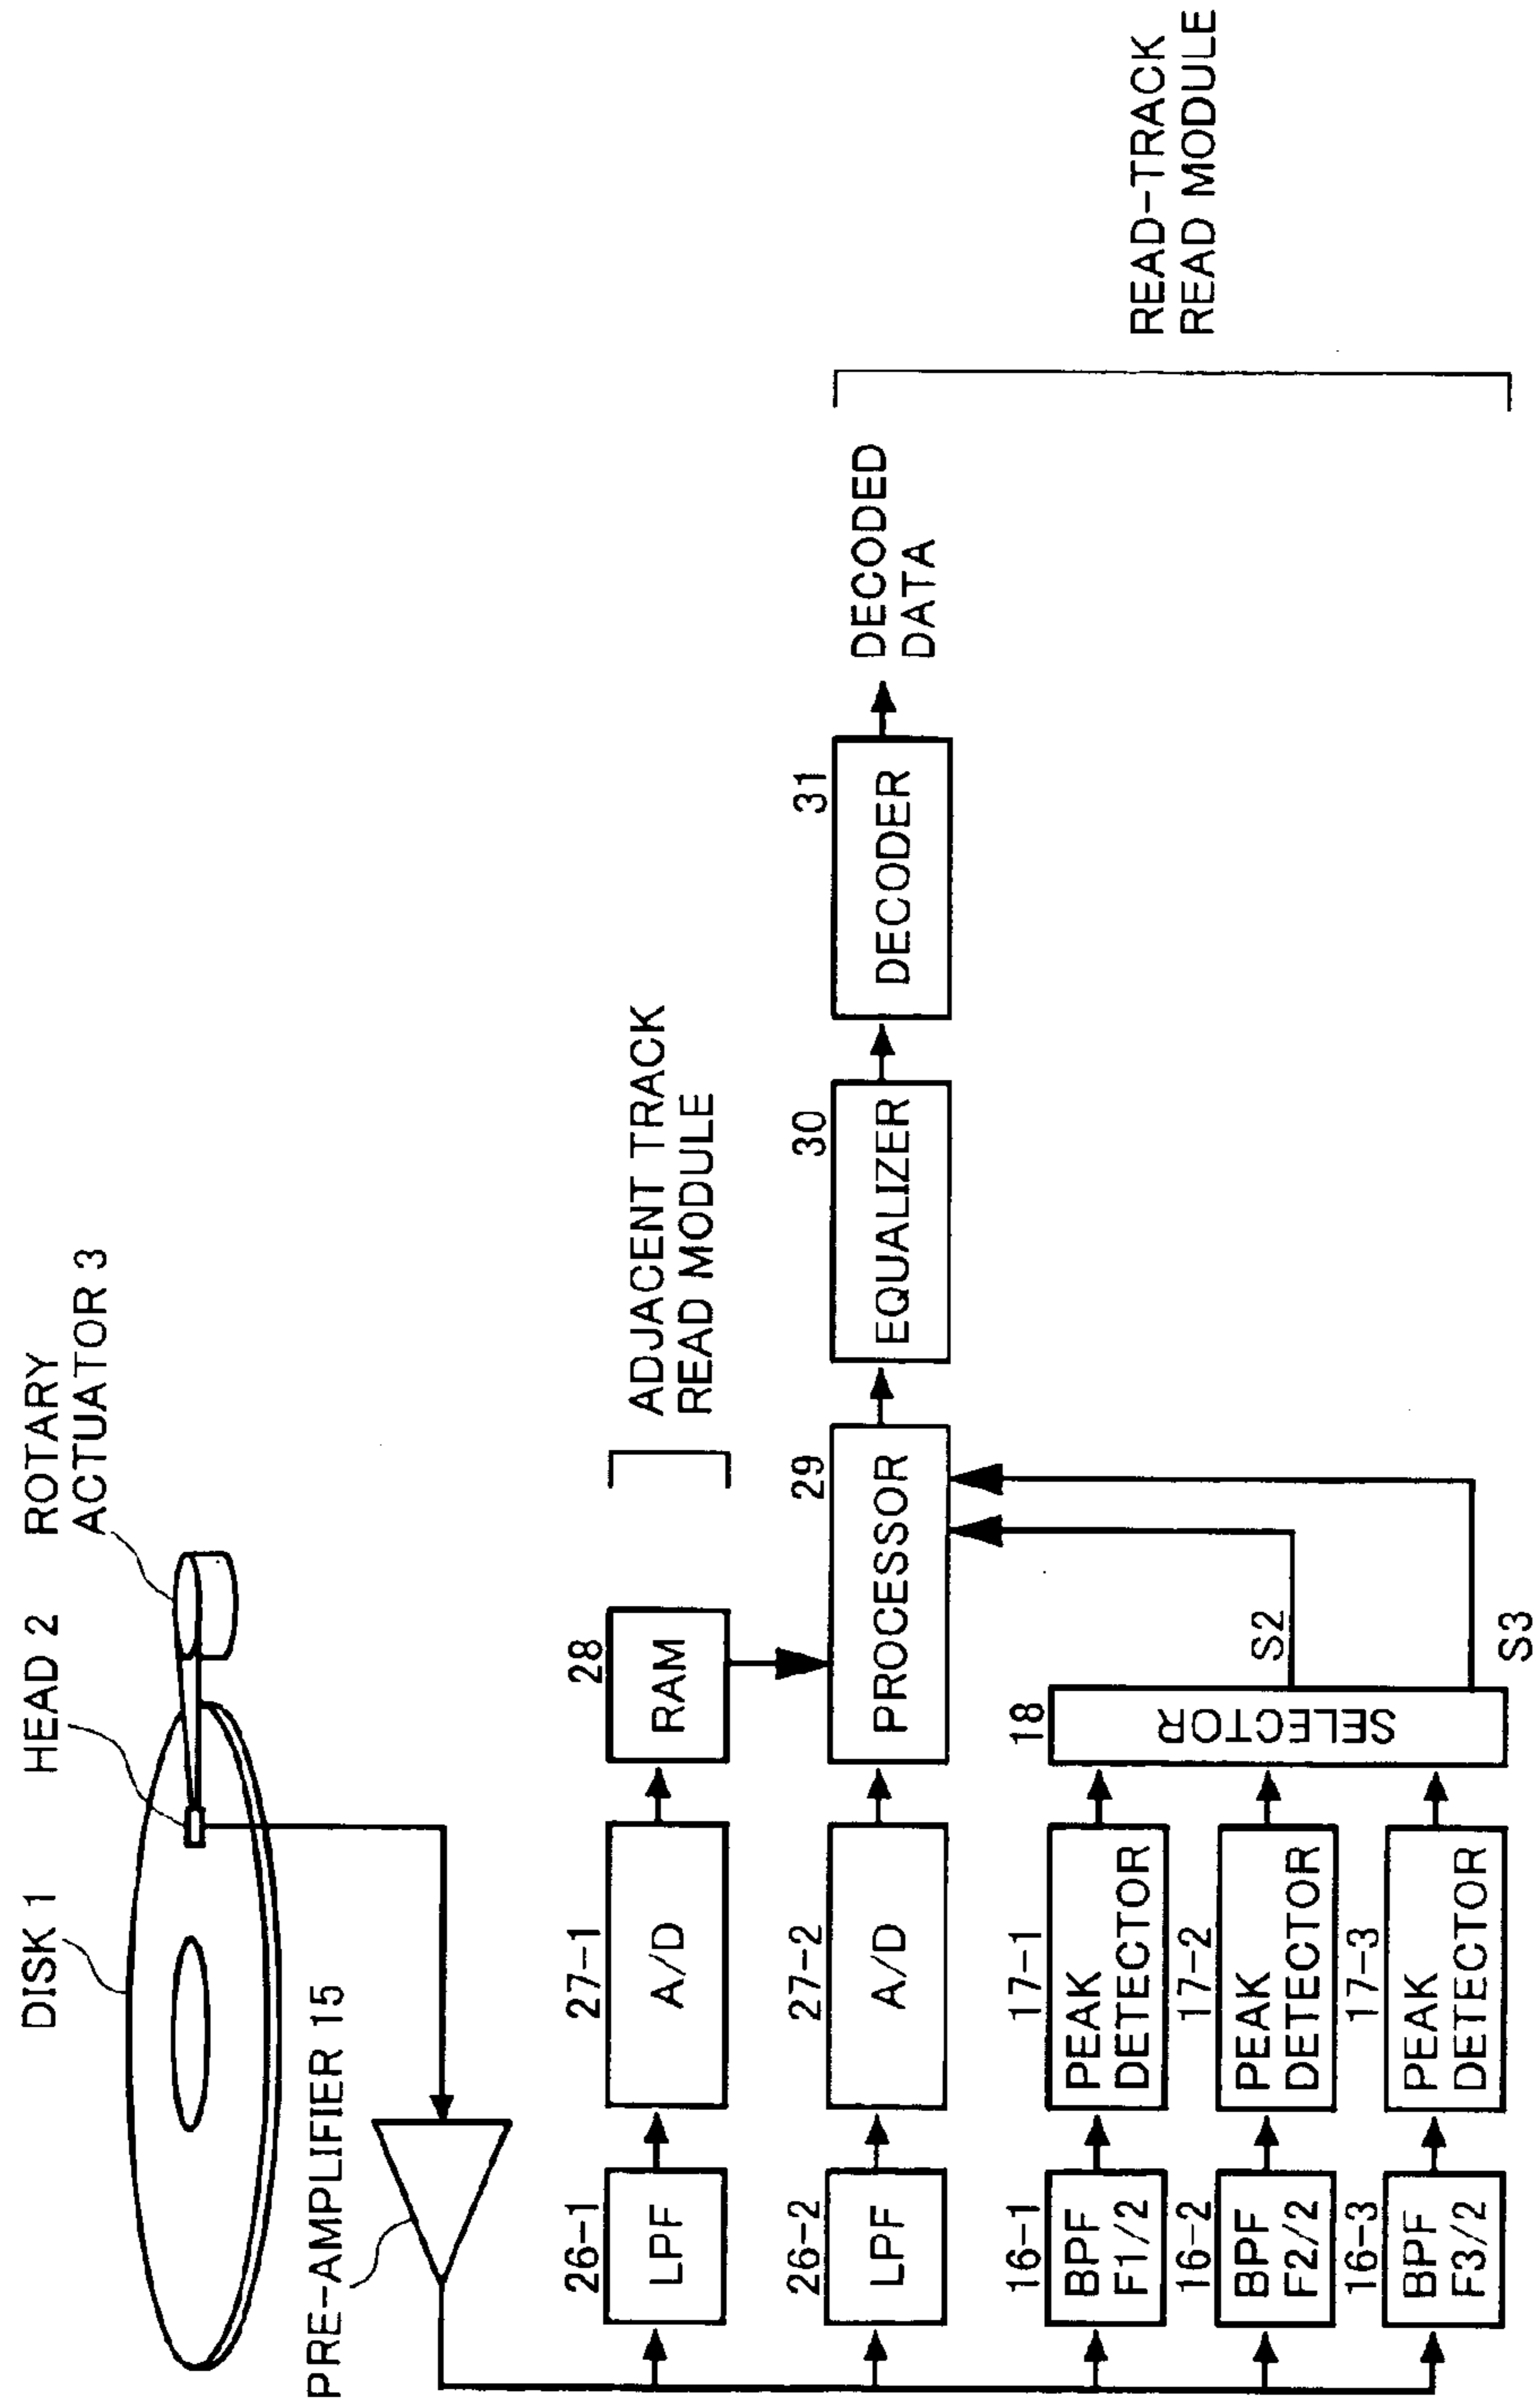 DISK 1
HEAD 2
ROTARY
ACTUATOR 3
PRE-AMPLIFIER 15
26-1
LPF
27-1
A/D
28
RAM
ADJACENT TRACK
READ MODULE
26-2
LPF
27-2
A/D
29
PROCESSOR
30
EQUALIZER
31
DECODER
DECODED
DATA
16-1
BPF
F1/2
17-1
PEAK
DETECTOR
16-2
BPF
F2/2
17-2
PEAK
DETECTOR
16-3
BPF
F3/2
17-3
PEAK
DETECTOR
18
SELECTOR
S2
S3
READ-TRACK
READ MODULE